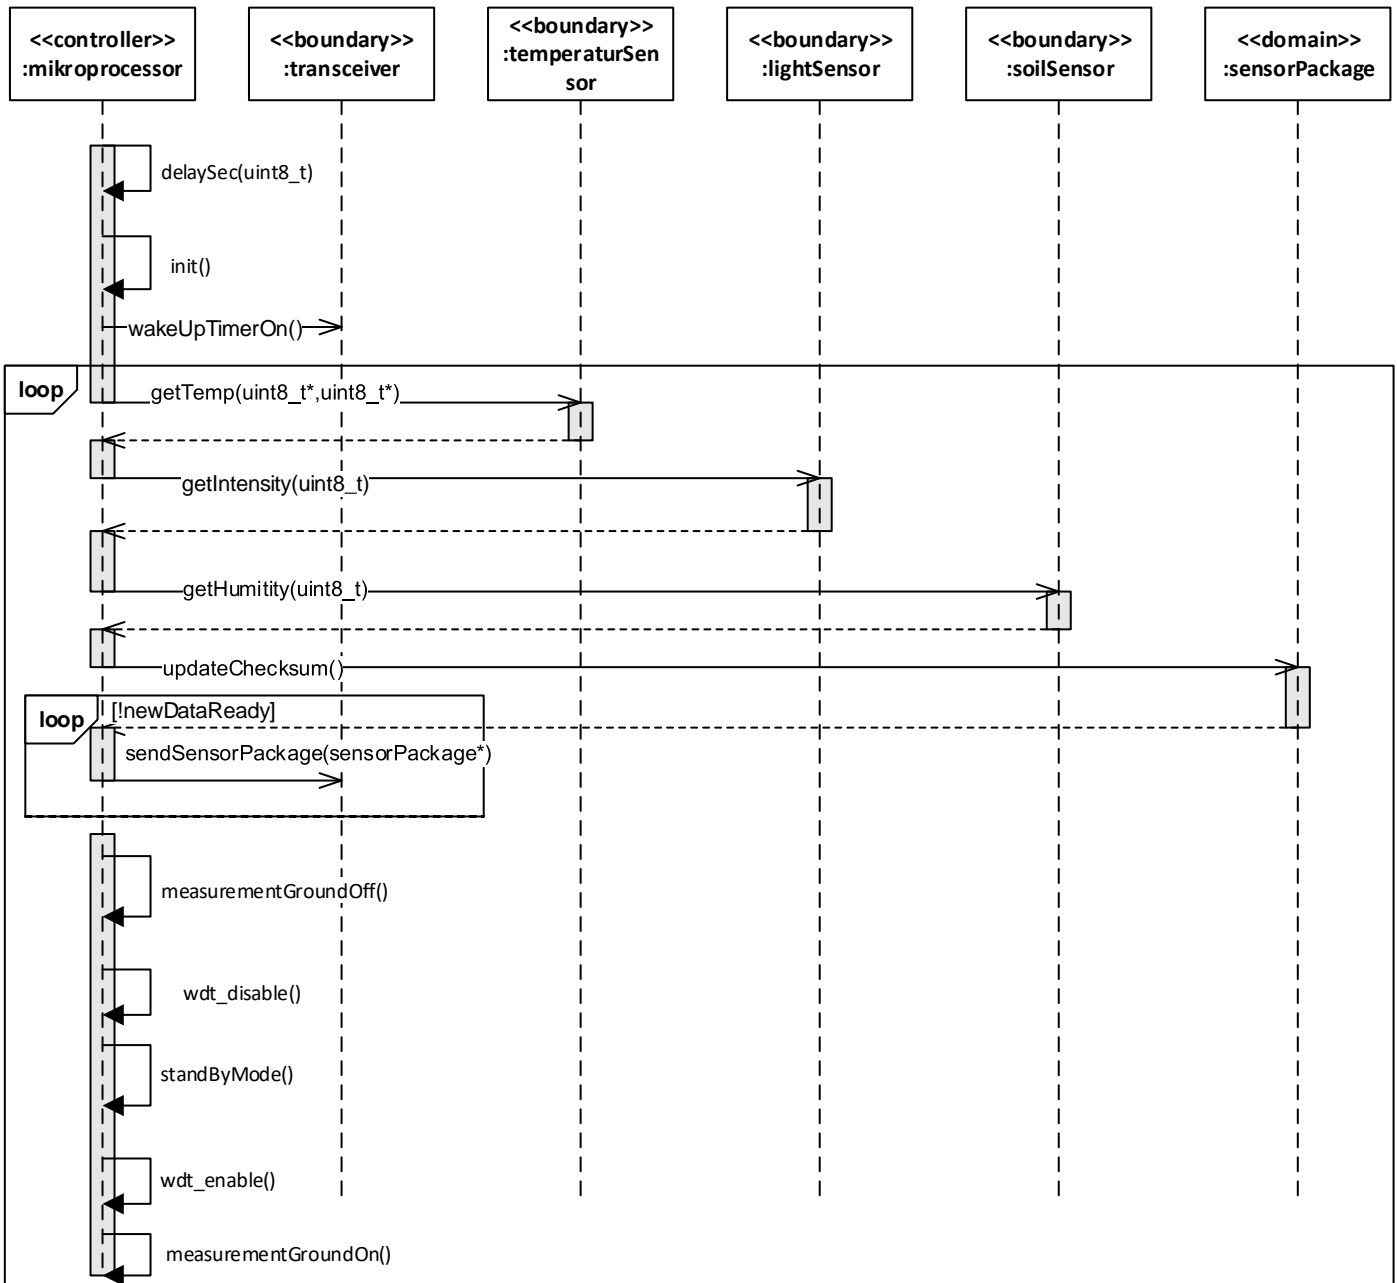 <<controller>>
:mikroprocessor
<<boundary>>
:transceiver
<<boundary>>
:temperaturSen
sor
<<boundary>>
:lightSensor
<<boundary>>
:soilSensor
<<domain>>
:sensorPackage
delaySec(uint8_t)
init()
wakeUpTimerOn()
loop
getTemp(uint8_t*,uint8_t*)
getIntensity(uint8_t)
getHumitity(uint8_t)
updateChecksum()
loop
[!newDataReady]
sendSensorPackage(sensorPackage*)
measurementGroundOff()
wdt_disable()
standByMode()
wdt_enable()
measurementGroundOn()